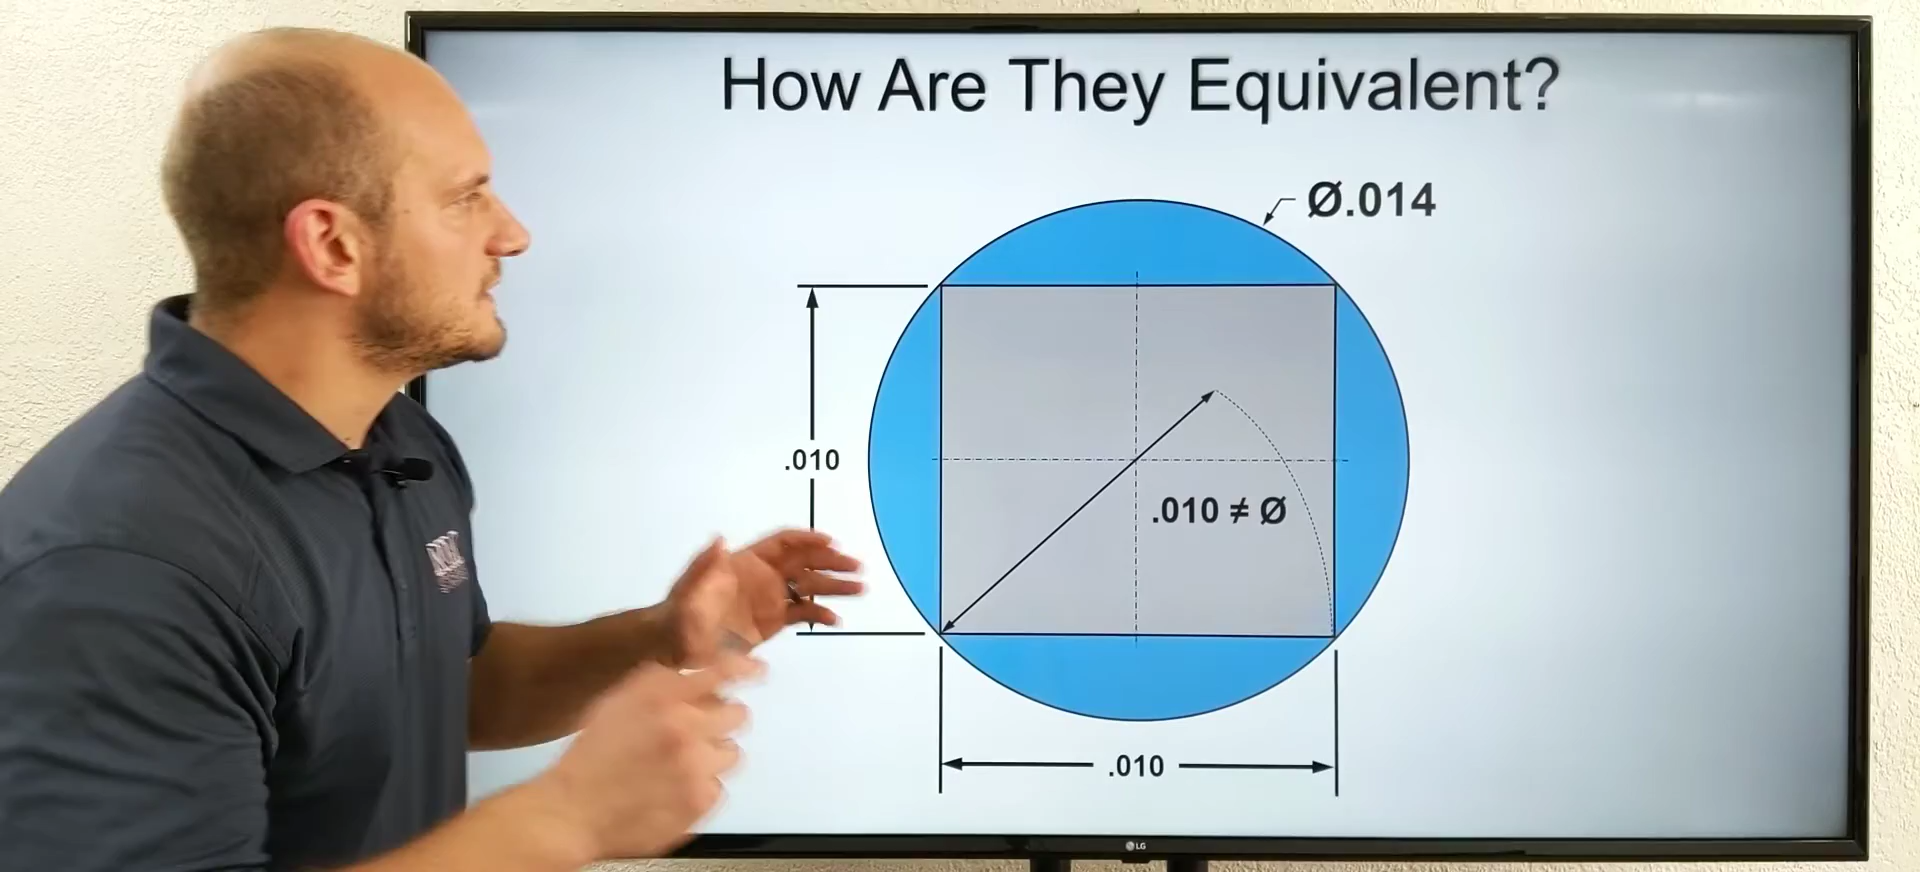 How Are They Equivalent?
Ø.014
.010
.010 ≠ Ø
.010
LG